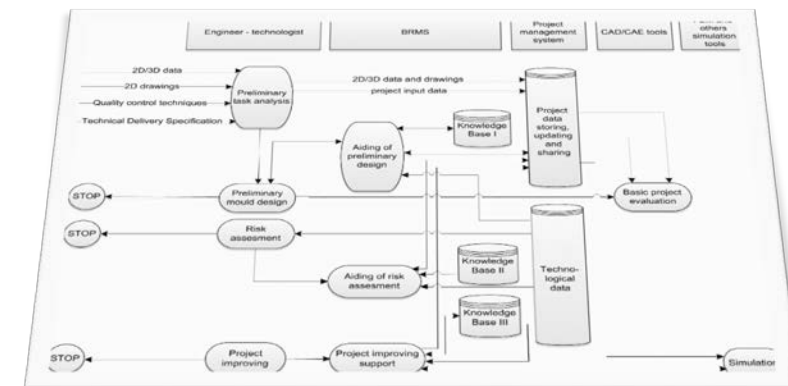 Engineer - technologist
BRMS
Project
management
system
CAD/CAE tools
others
simulation
tools
2D/3D data
2D drawings
Quality control techniques
Technical Delivery Specification
Preliminary
task analysis
2D/3D data and drawings
project input data
Project
data
storing,
updating
and
sharing
Knowledge
Base I
Aiding of
preliminary
design
STOP
Preliminary
mould design
Basic project
evaluation
STOP
Risk
assesment
Knowledge
Base II
Techno-
logical
data
Aiding of risk
assesment
Knowledge
Base III
STOP
Project
improving
Project improving
support
Simulation